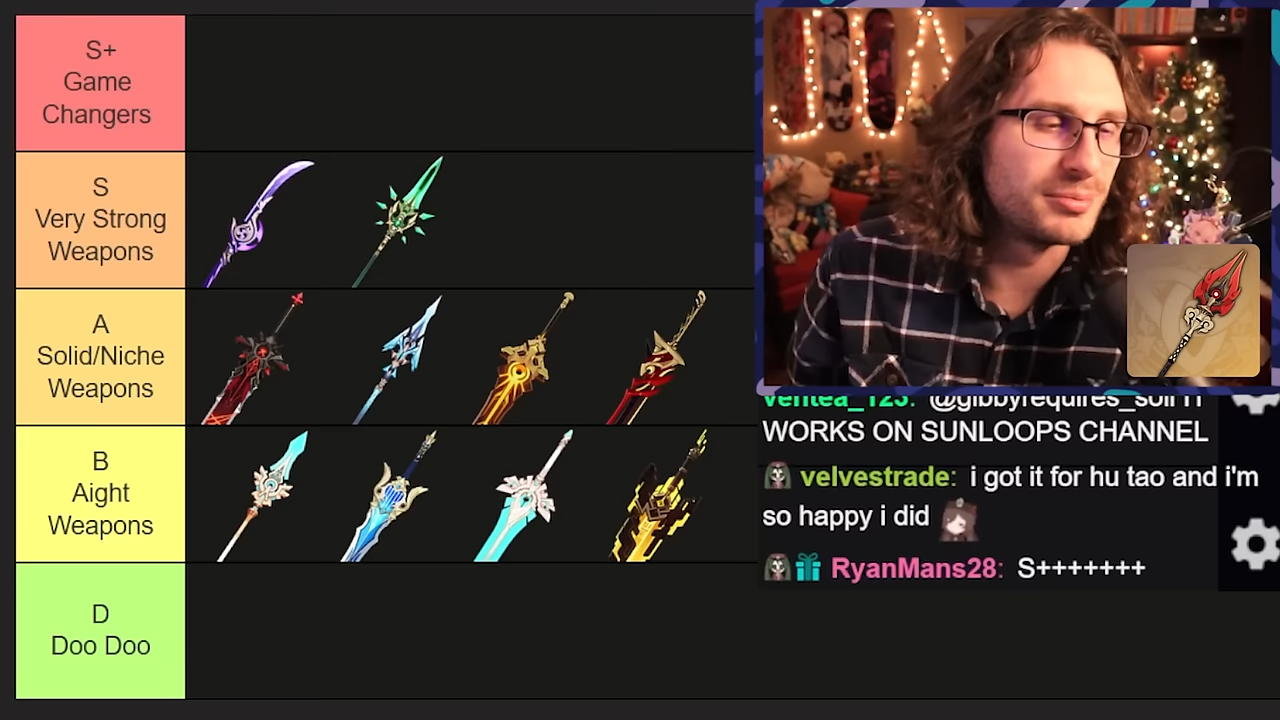 S+
Game
Changers
S
Very Strong
Weapons
A
Solid/Niche
Weapons
B
Aight
Weapons
D
Doo Doo
WORKS ON SUNLOOPS CHANNEL
velvestrade: i got it for hu tao and i'm
so happy i did
RyanMans28: S+++++++